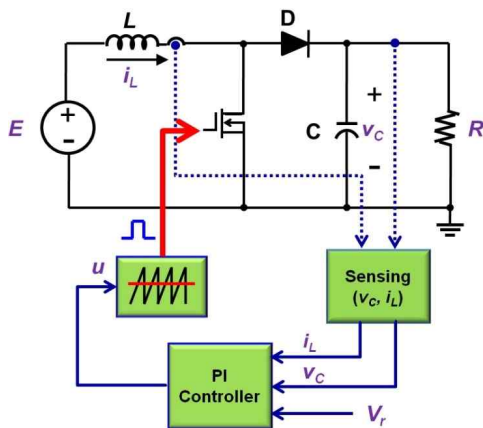 L
D
i_L
+
E
+
-
C
v_C
R
-
u
Sensing
(v_C, i_L)
i_L
PI
Controller
v_C
V_r